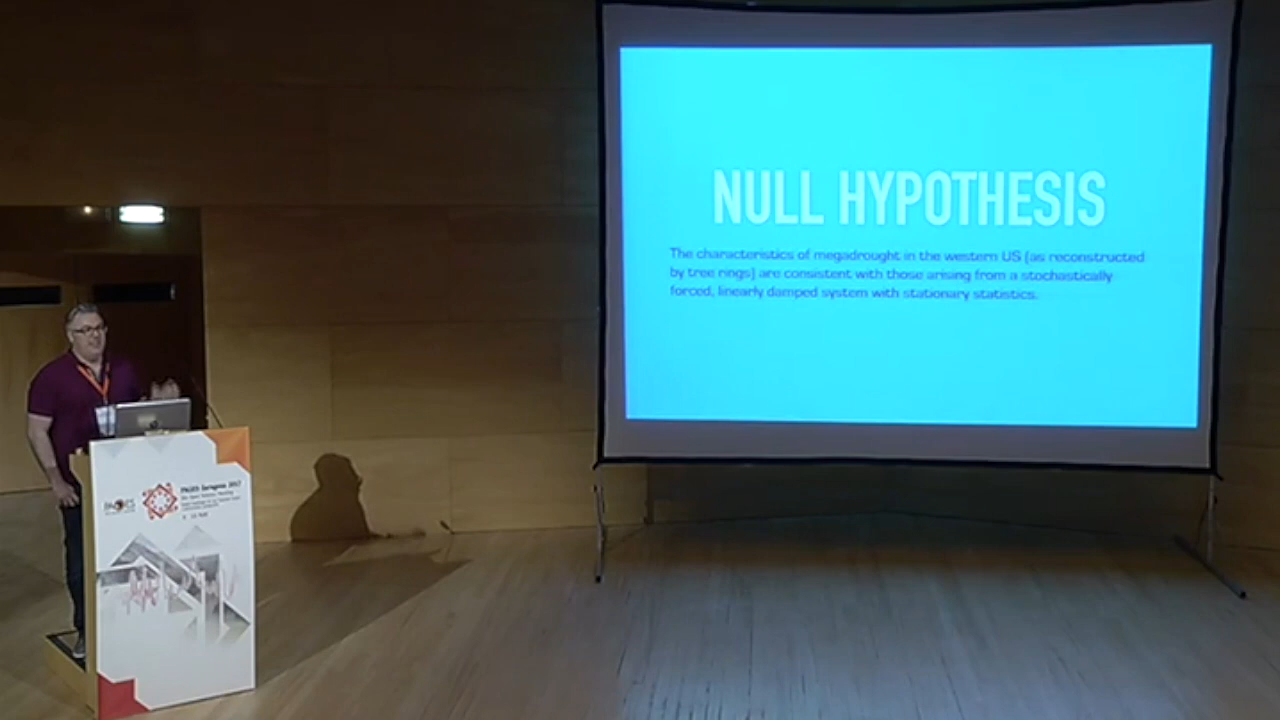 NULL HYPOTHESIS
The characteristics of megadrought in the western US (as reconstructed
by tree rings) are consistent with those arising from a stochastically
forced, linearly damped system with stationary statistics.
PAGES
PAGES Zaragoza 2017